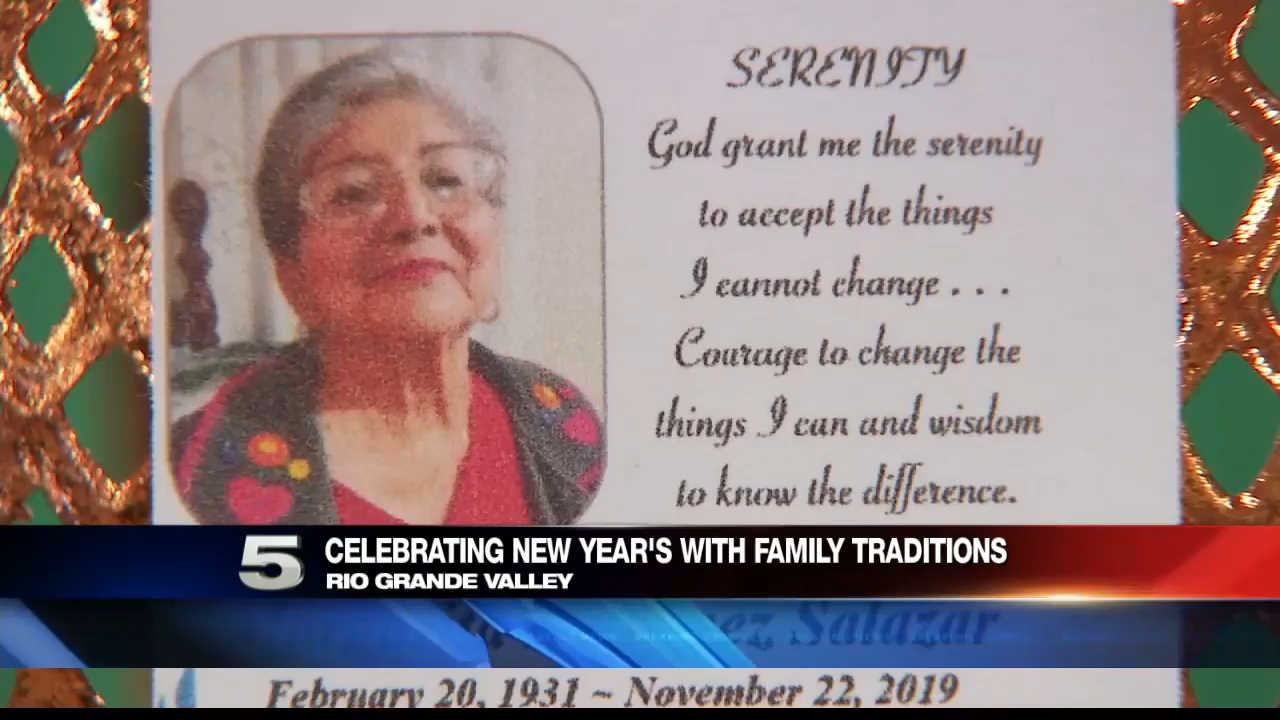 SERENITY
God grant me the serenity
to accept the things
I cannot change . . .
Courage to change the
things I can and wisdom
to know the difference.
5
CELEBRATING NEW YEAR'S WITH FAMILY TRADITIONS
RIO GRANDE VALLEY
Salazar
February 20, 1931 ~ November 22, 2019